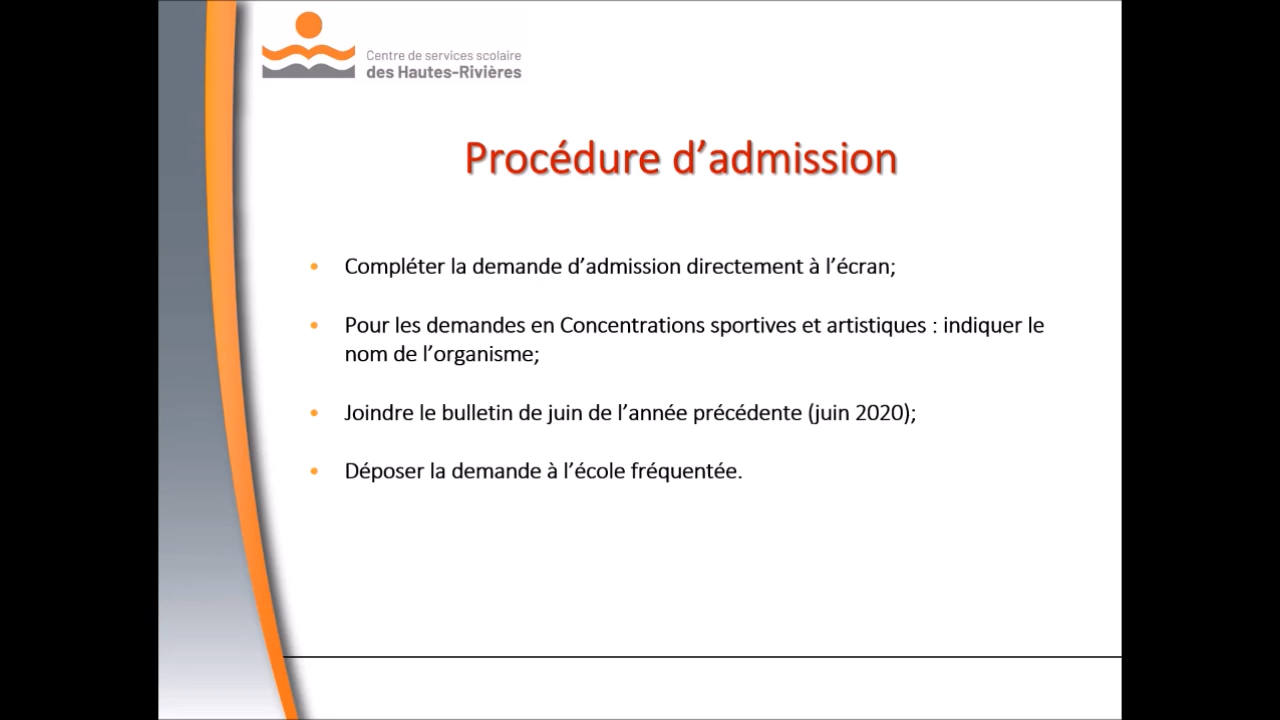 Centre de services scolaire
des Hautes-Rivières
Procédure d’admission
• Compléter la demande d’admission directement à l’écran;
• Pour les demandes en Concentrations sportives et artistiques : indiquer le
nom de l’organisme;
• Joindre le bulletin de juin de l’année précédente (juin 2020);
• Déposer la demande à l’école fréquentée.